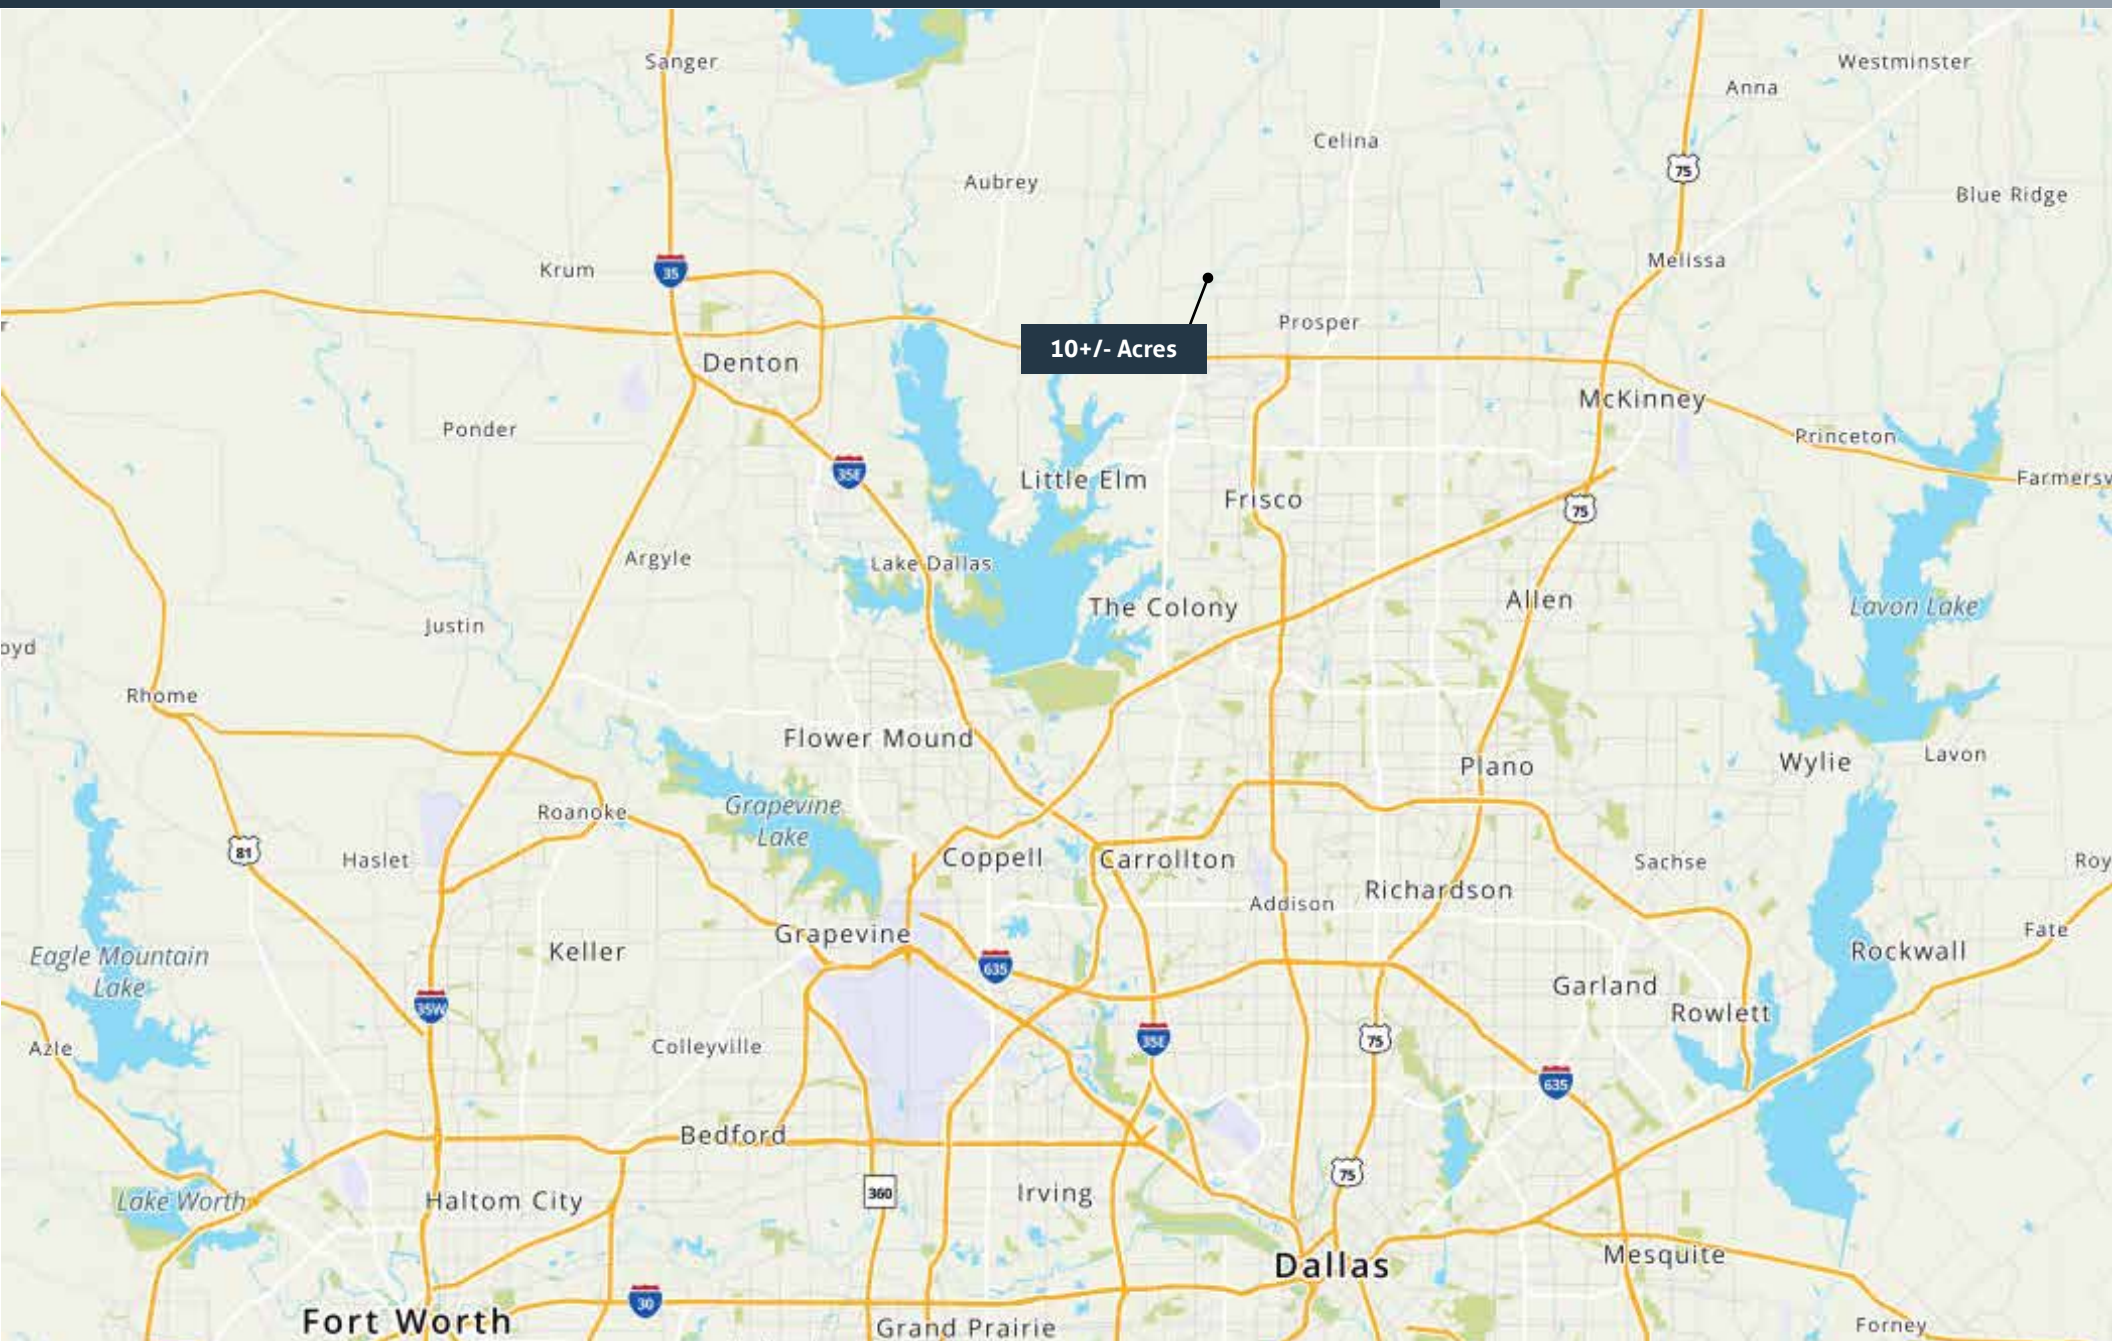 Sanger
Westminster
Anna
Celina
75
Aubrey
Blue Ridge
Krum
35
Melissa
Prosper
10+/- Acres
Denton
McKinney
Ponder
Princeton
35E
Little Elm
Farmersv
Frisco
75
Argyle
Lake Dallas
The Colony
Allen
Lavon Lake
Justin
oyd
Rhome
Flower Mound
Plano
Wylie
Lavon
Roanoke
Grapevine
Lake
81
Haslet
Coppell
Carrollton
Sachse
Roy
Richardson
Addison
Grapevine
Fate
Keller
Rockwall
Eagle Mountain
Lake
635
Garland
35W
Rowlett
Azle
Colleyville
35E
75
635
Bedford
75
Lake Worth
Haltom City
360
Irving
Mesquite
Dallas
30
Fort Worth
Grand Prairie
Forney